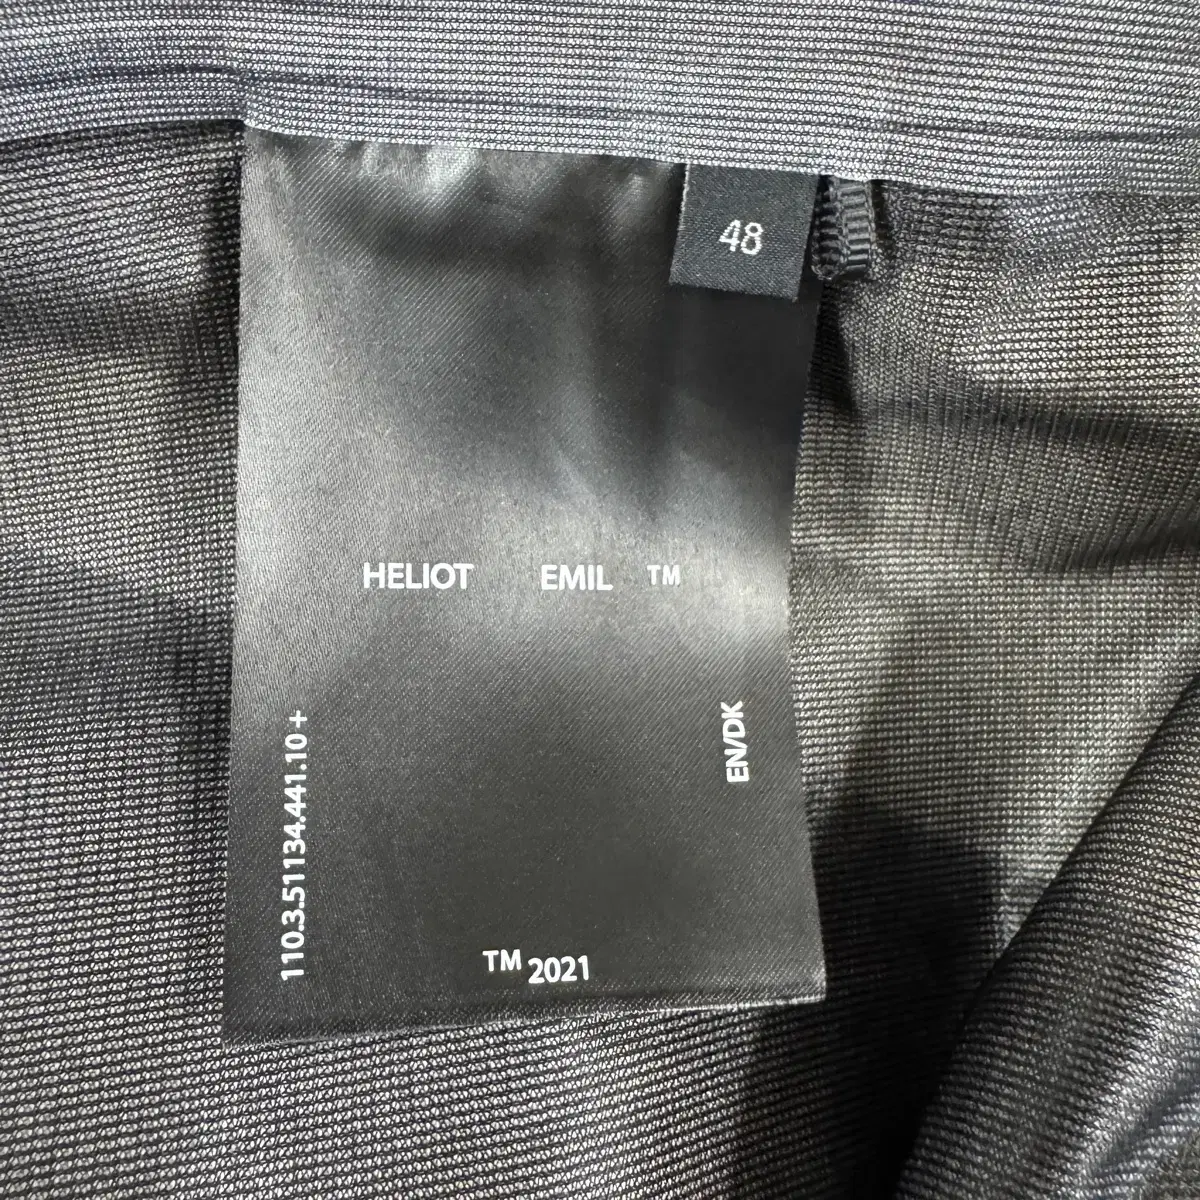 48
HELIOT EMIL TM
EN/DK
110.3.51134.441.10 +
TM 2021